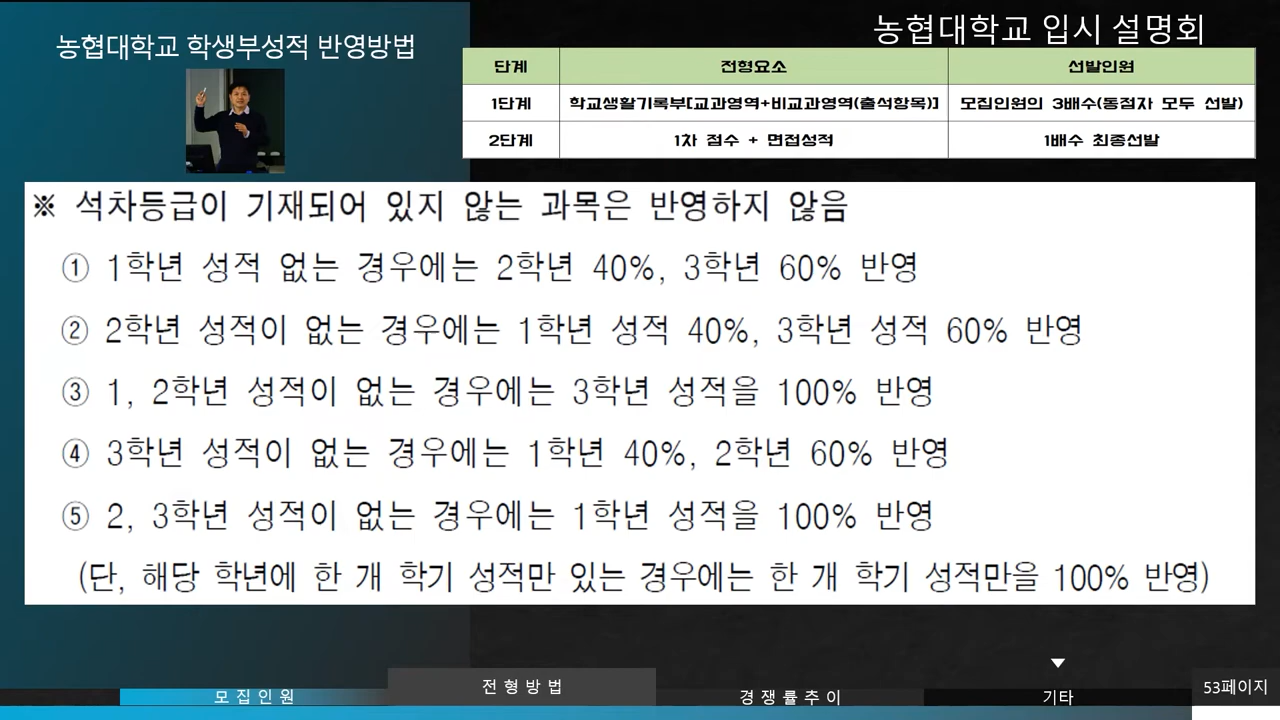 농협대학교 입시 설명회
농협대학교 학생부성적 반영방법
단계 전형요소 선발인원
1단계 학교생활기록부[교과영역+비교과영역(출석항목)] 모집인원의 3배수(동점자 모두 선발)
2단계 1차 점수 + 면접성적 1배수 최종선발
※ 석차등급이 기재되어 있지 않는 과목은 반영하지 않음
① 1학년 성적 없는 경우에는 2학년 40%, 3학년 60% 반영
② 2학년 성적이 없는 경우에는 1학년 성적 40%, 3학년 성적 60% 반영
③ 1, 2학년 성적이 없는 경우에는 3학년 성적을 100% 반영
④ 3학년 성적이 없는 경우에는 1학년 40%, 2학년 60% 반영
⑤ 2, 3학년 성적이 없는 경우에는 1학년 성적을 100% 반영
(단, 해당 학년에 한 개 학기 성적만 있는 경우에는 한 개 학기 성적만을 100% 반영)
모집인원 전형방법 경쟁률추이 기타 53페이지